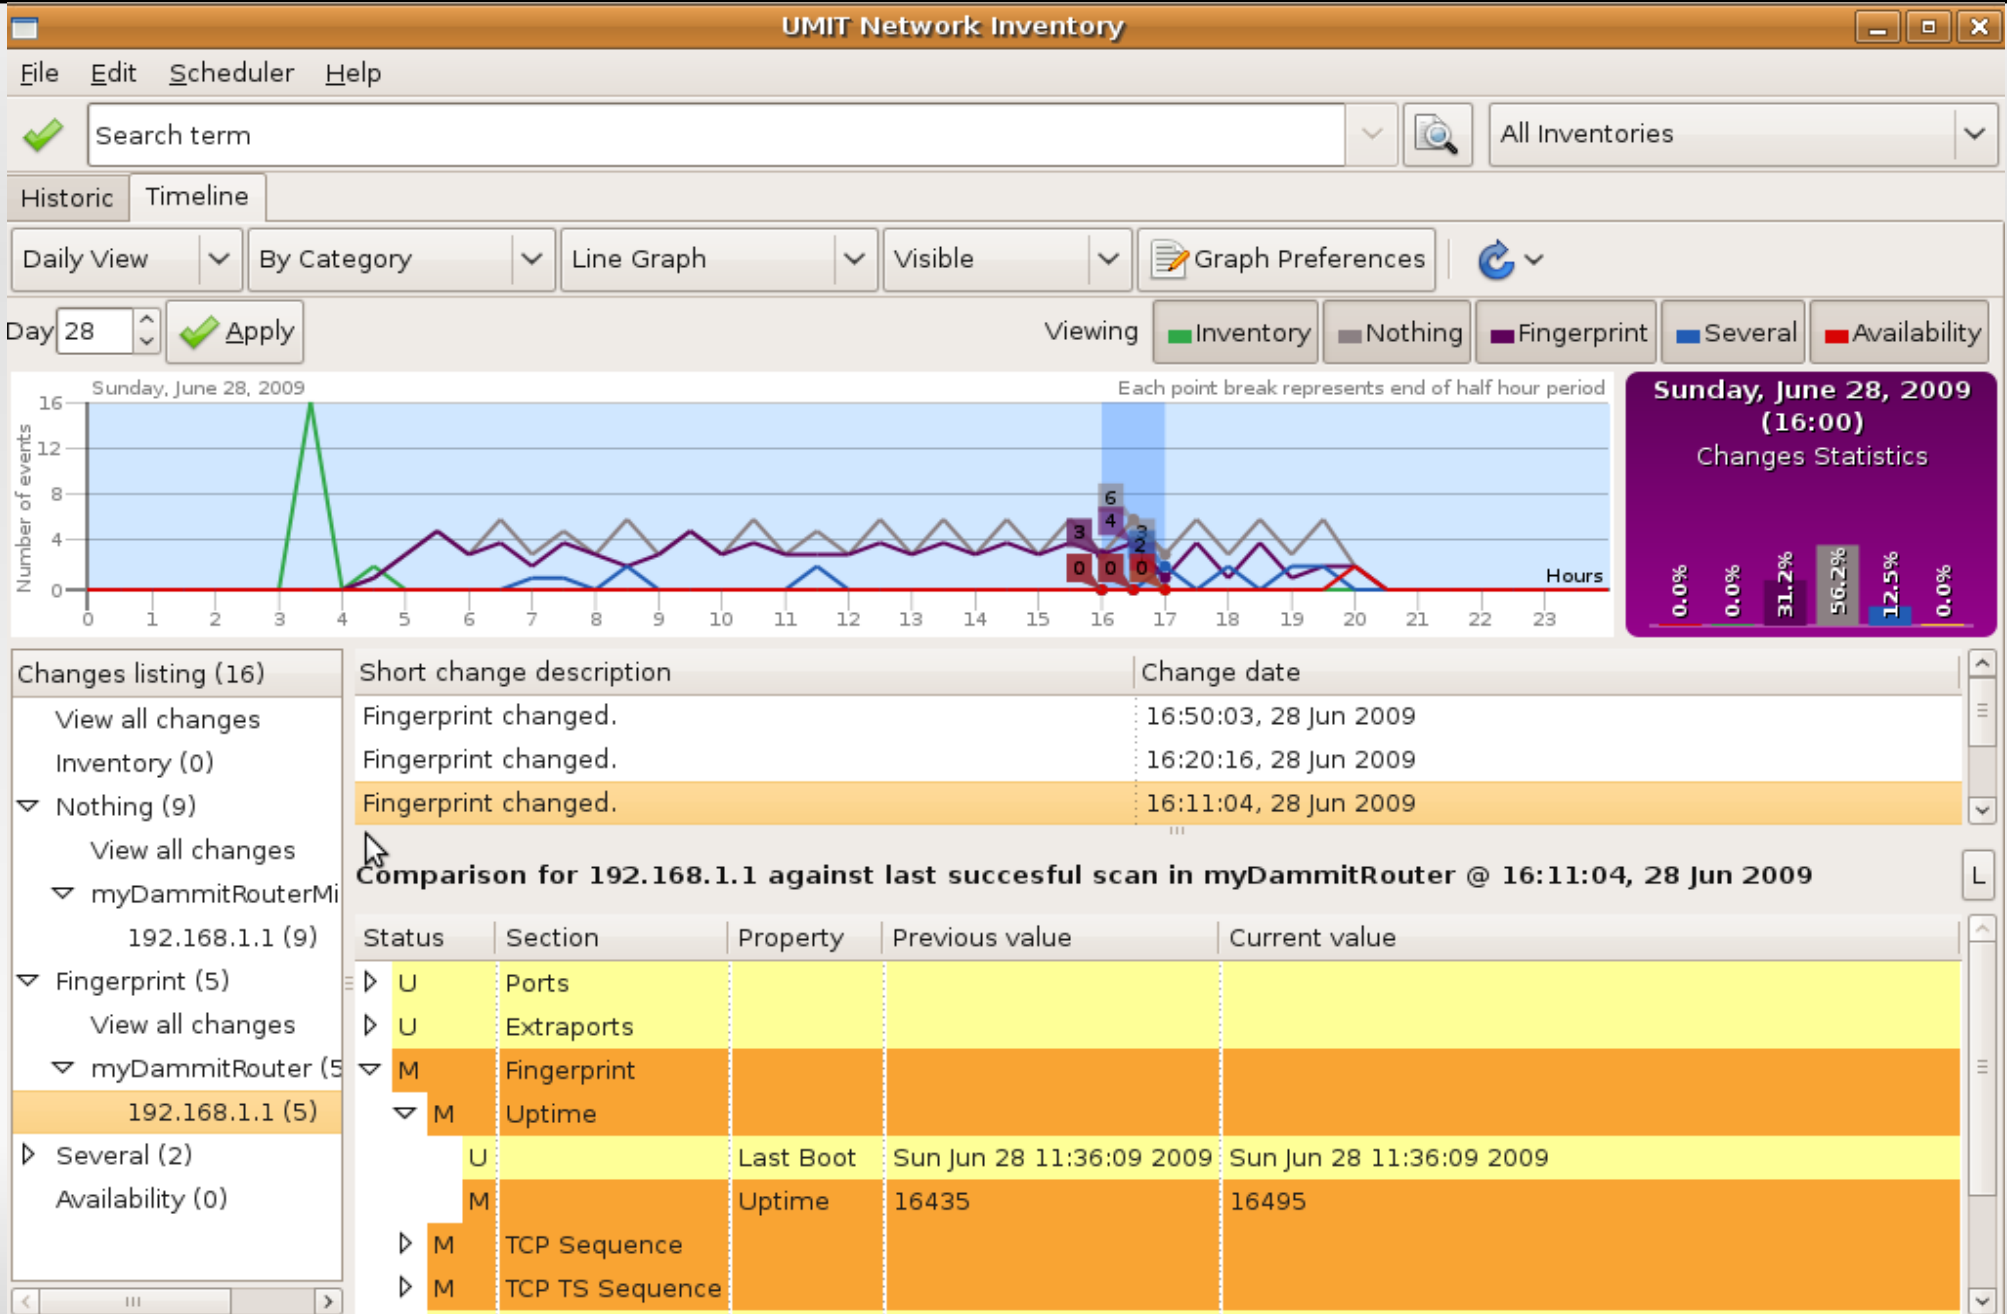 UMIT Network Inventory
File Edit Scheduler Help
Search term All Inventories
Historic Timeline
Daily View By Category Line Graph Visible Graph Preferences
Day 28 Apply Viewing Inventory Nothing Fingerprint Several Availability
Sunday, June 28, 2009 Each point break represents end of half hour period
Number of events
16
12
8
4
0
6
3 4 3
2
0 0 0
Hours
0 1 2 3 4 5 6 7 8 9 10 11 12 13 14 15 16 17 18 19 20 21 22 23
Sunday, June 28, 2009
(16:00)
Changes Statistics
0.0% 0.0% 31.2% 56.2% 12.5% 0.0%
Changes listing (16)
View all changes
Inventory (0)
Nothing (9)
View all changes
myDammitRouterMi
192.168.1.1 (9)
Fingerprint (5)
View all changes
myDammitRouter (5
192.168.1.1 (5)
Several (2)
Availability (0)
Short change description Change date
Fingerprint changed. 16:50:03, 28 Jun 2009
Fingerprint changed. 16:20:16, 28 Jun 2009
Fingerprint changed. 16:11:04, 28 Jun 2009
Comparison for 192.168.1.1 against last succesful scan in myDammitRouter @ 16:11:04, 28 Jun 2009 L
Status Section Property Previous value Current value
U Ports
U Extraports
M Fingerprint
M Uptime
U Last Boot Sun Jun 28 11:36:09 2009 Sun Jun 28 11:36:09 2009
M Uptime 16435 16495
M TCP Sequence
M TCP TS Sequence